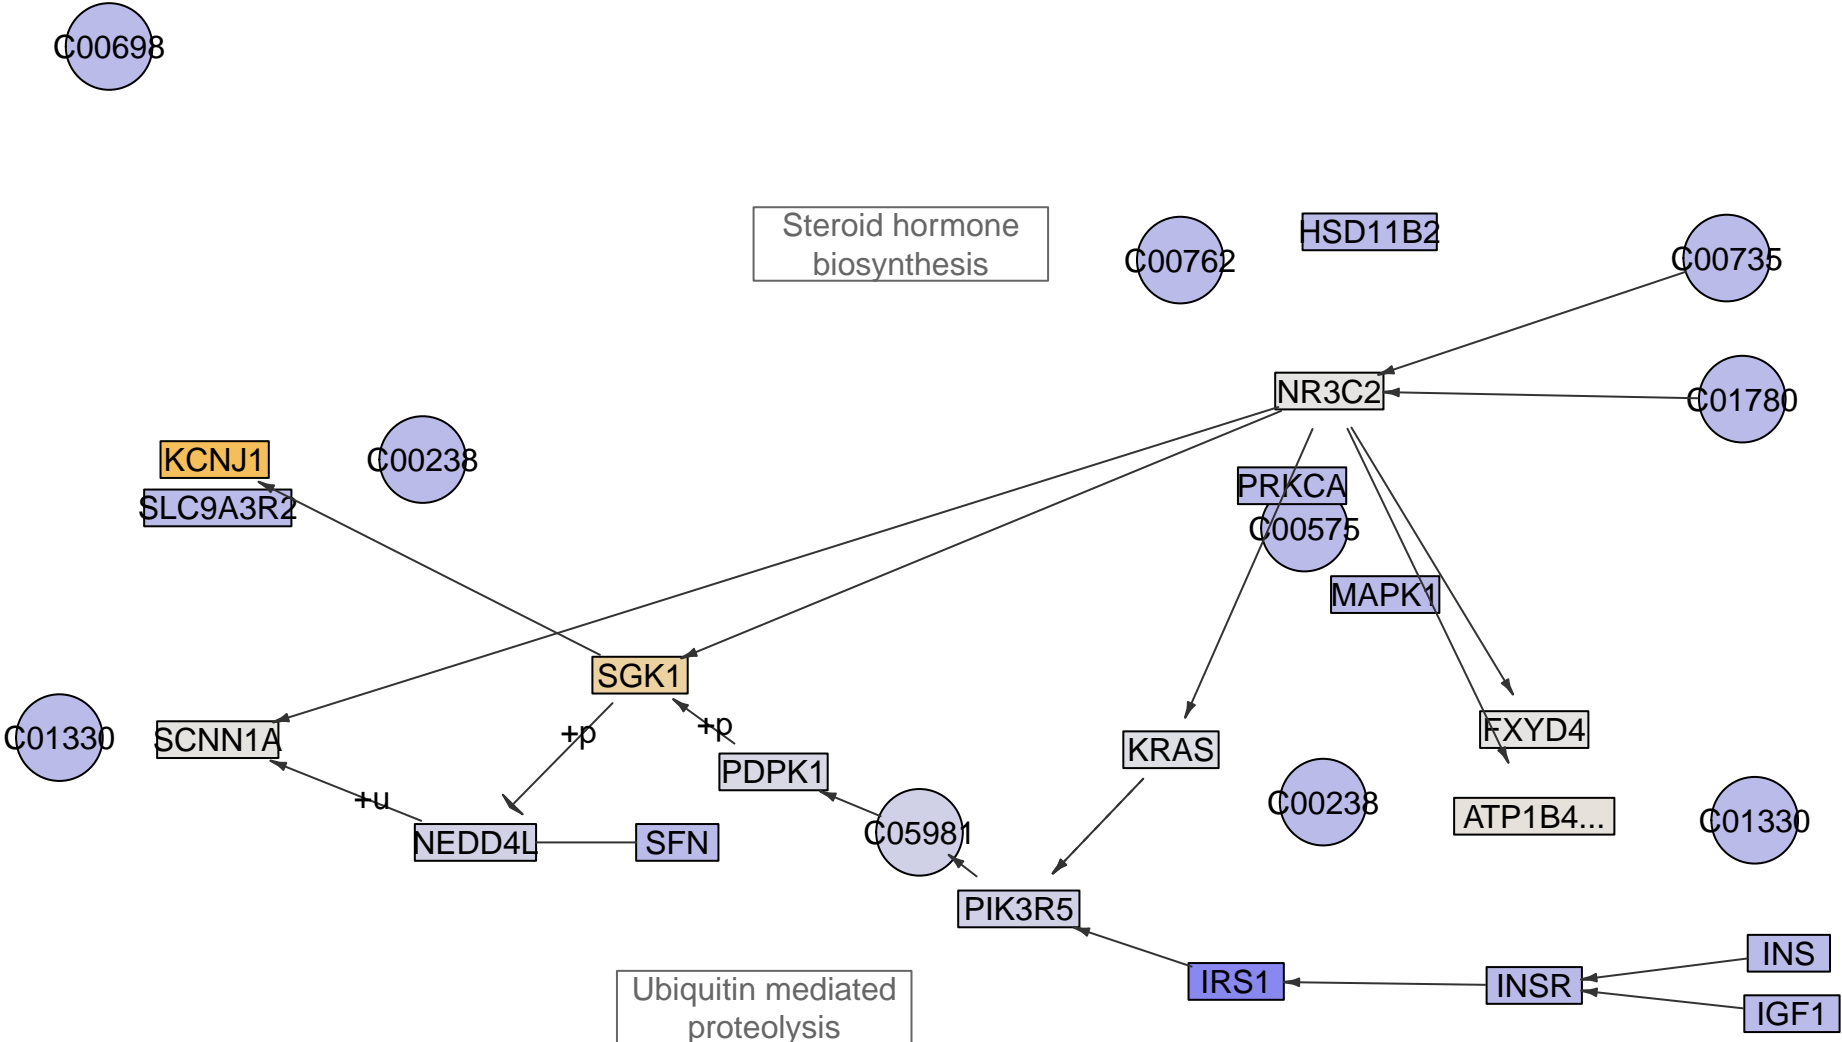 C00698
Steroid hormone
biosynthesis
C00762
HSD11B2
C00735
NR3C2
C01780
KCNJ1
C00238
SLC9A3R2
PRKCA
C00575
MAPK1
SGK1
C01330
SCNN1A
+p
+p
FXYD4
KRAS
PDPK1
+u
C00238
ATP1B4...
C01330
NEDD4L
SFN
C05981
PIK3R5
INS
IRS1
INSR
Ubiquitin mediated
proteolysis
IGF1